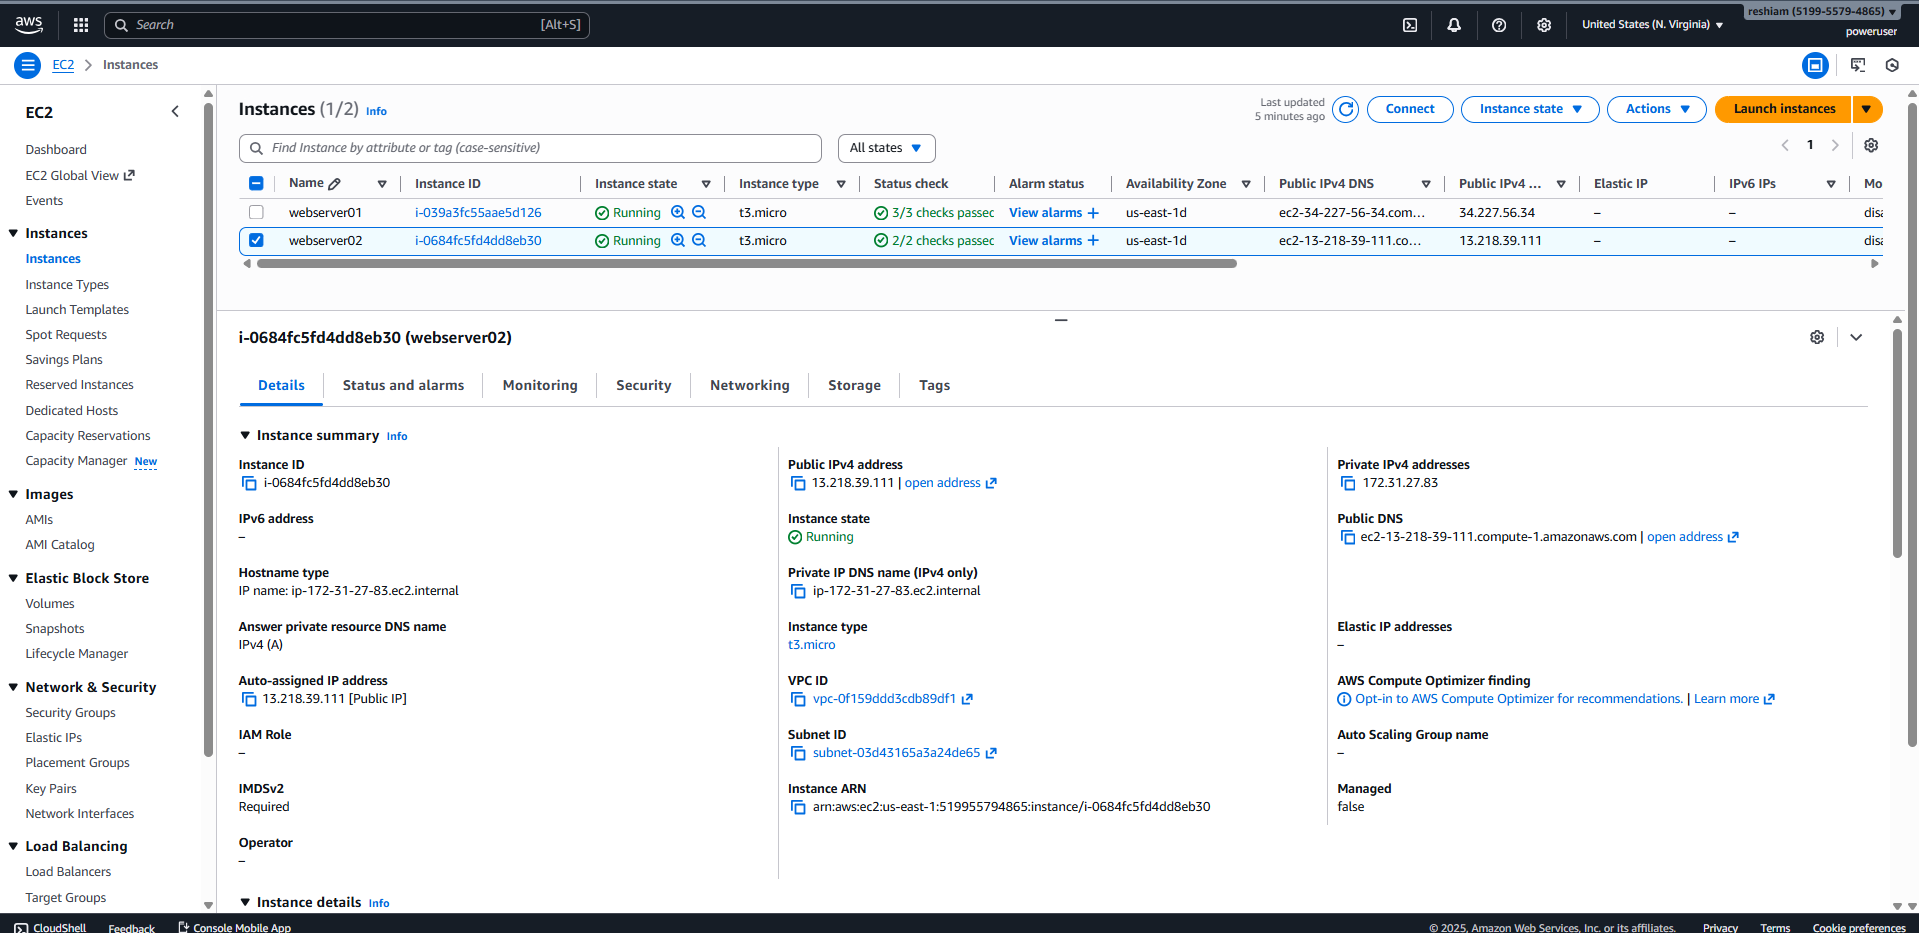 aws
Search [Alt+S]
United States (N. Virginia)
reshiam (5199-5579-4865)
poweruser
EC2 Instances
EC2
Dashboard
EC2 Global View
Events
Instances
Instances
Instance Types
Launch Templates
Spot Requests
Savings Plans
Reserved Instances
Dedicated Hosts
Capacity Reservations
Capacity Manager New
Images
AMIs
AMI Catalog
Elastic Block Store
Volumes
Snapshots
Lifecycle Manager
Network & Security
Security Groups
Elastic IPs
Placement Groups
Key Pairs
Network Interfaces
Load Balancing
Load Balancers
Target Groups
Instances (1/2) Info
Last updated
5 minutes ago
Connect
Instance state
Actions
Launch instances
Find Instance by attribute or tag (case-sensitive)
All states
1
Name Instance ID Instance state Instance type Status check Alarm status Availability Zone Public IPv4 DNS Public IPv4 ... Elastic IP IPv6 IPs Mo
webserver01 i-039a3fc55aae5d126 Running t3.micro 3/3 checks passec View alarms + us-east-1d ec2-34-227-56-34.com... 34.227.56.34 – – disa
webserver02 i-0684fc5fd4dd8eb30 Running t3.micro 2/2 checks passec View alarms + us-east-1d ec2-13-218-39-111.co... 13.218.39.111 – – disa
i-0684fc5fd4dd8eb30 (webserver02)
Details Status and alarms Monitoring Security Networking Storage Tags
Instance summary Info
Instance ID
i-0684fc5fd4dd8eb30
Public IPv4 address
13.218.39.111 | open address
Private IPv4 addresses
172.31.27.83
IPv6 address
–
Instance state
Running
Public DNS
ec2-13-218-39-111.compute-1.amazonaws.com | open address
Hostname type
IP name: ip-172-31-27-83.ec2.internal
Private IP DNS name (IPv4 only)
ip-172-31-27-83.ec2.internal
Answer private resource DNS name
IPv4 (A)
Instance type
t3.micro
Elastic IP addresses
–
Auto-assigned IP address
13.218.39.111 [Public IP]
VPC ID
vpc-0f159ddd3cdb89df1
AWS Compute Optimizer finding
Opt-in to AWS Compute Optimizer for recommendations. | Learn more
IAM Role
–
Subnet ID
subnet-03d43165a3a24de65
Auto Scaling Group name
–
IMDSv2
Required
Instance ARN
arn:aws:ec2:us-east-1:519955794865:instance/i-0684fc5fd4dd8eb30
Managed
false
Operator
–
Instance details Info
CloudShell Feedback Console Mobile App
© 2025, Amazon Web Services, Inc. or its affiliates. Privacy Terms Cookie preferences